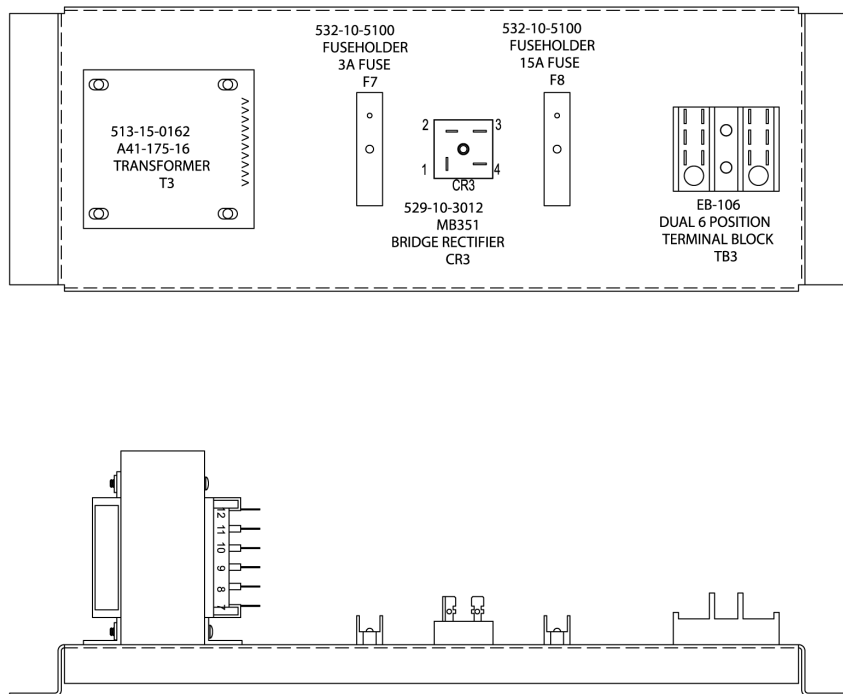 532-10-5100
FUSEHOLDER
3A FUSE
F7
532-10-5100
FUSEHOLDER
15A FUSE
F8
513-15-0162
A41-175-16
TRANSFORMER
T3
2
3
1
4
CR3
529-10-3012
MB351
BRIDGE RECTIFIER
CR3
EB-106
DUAL 6 POSITION
TERMINAL BLOCK
TB3
12
11
10
9
8
7